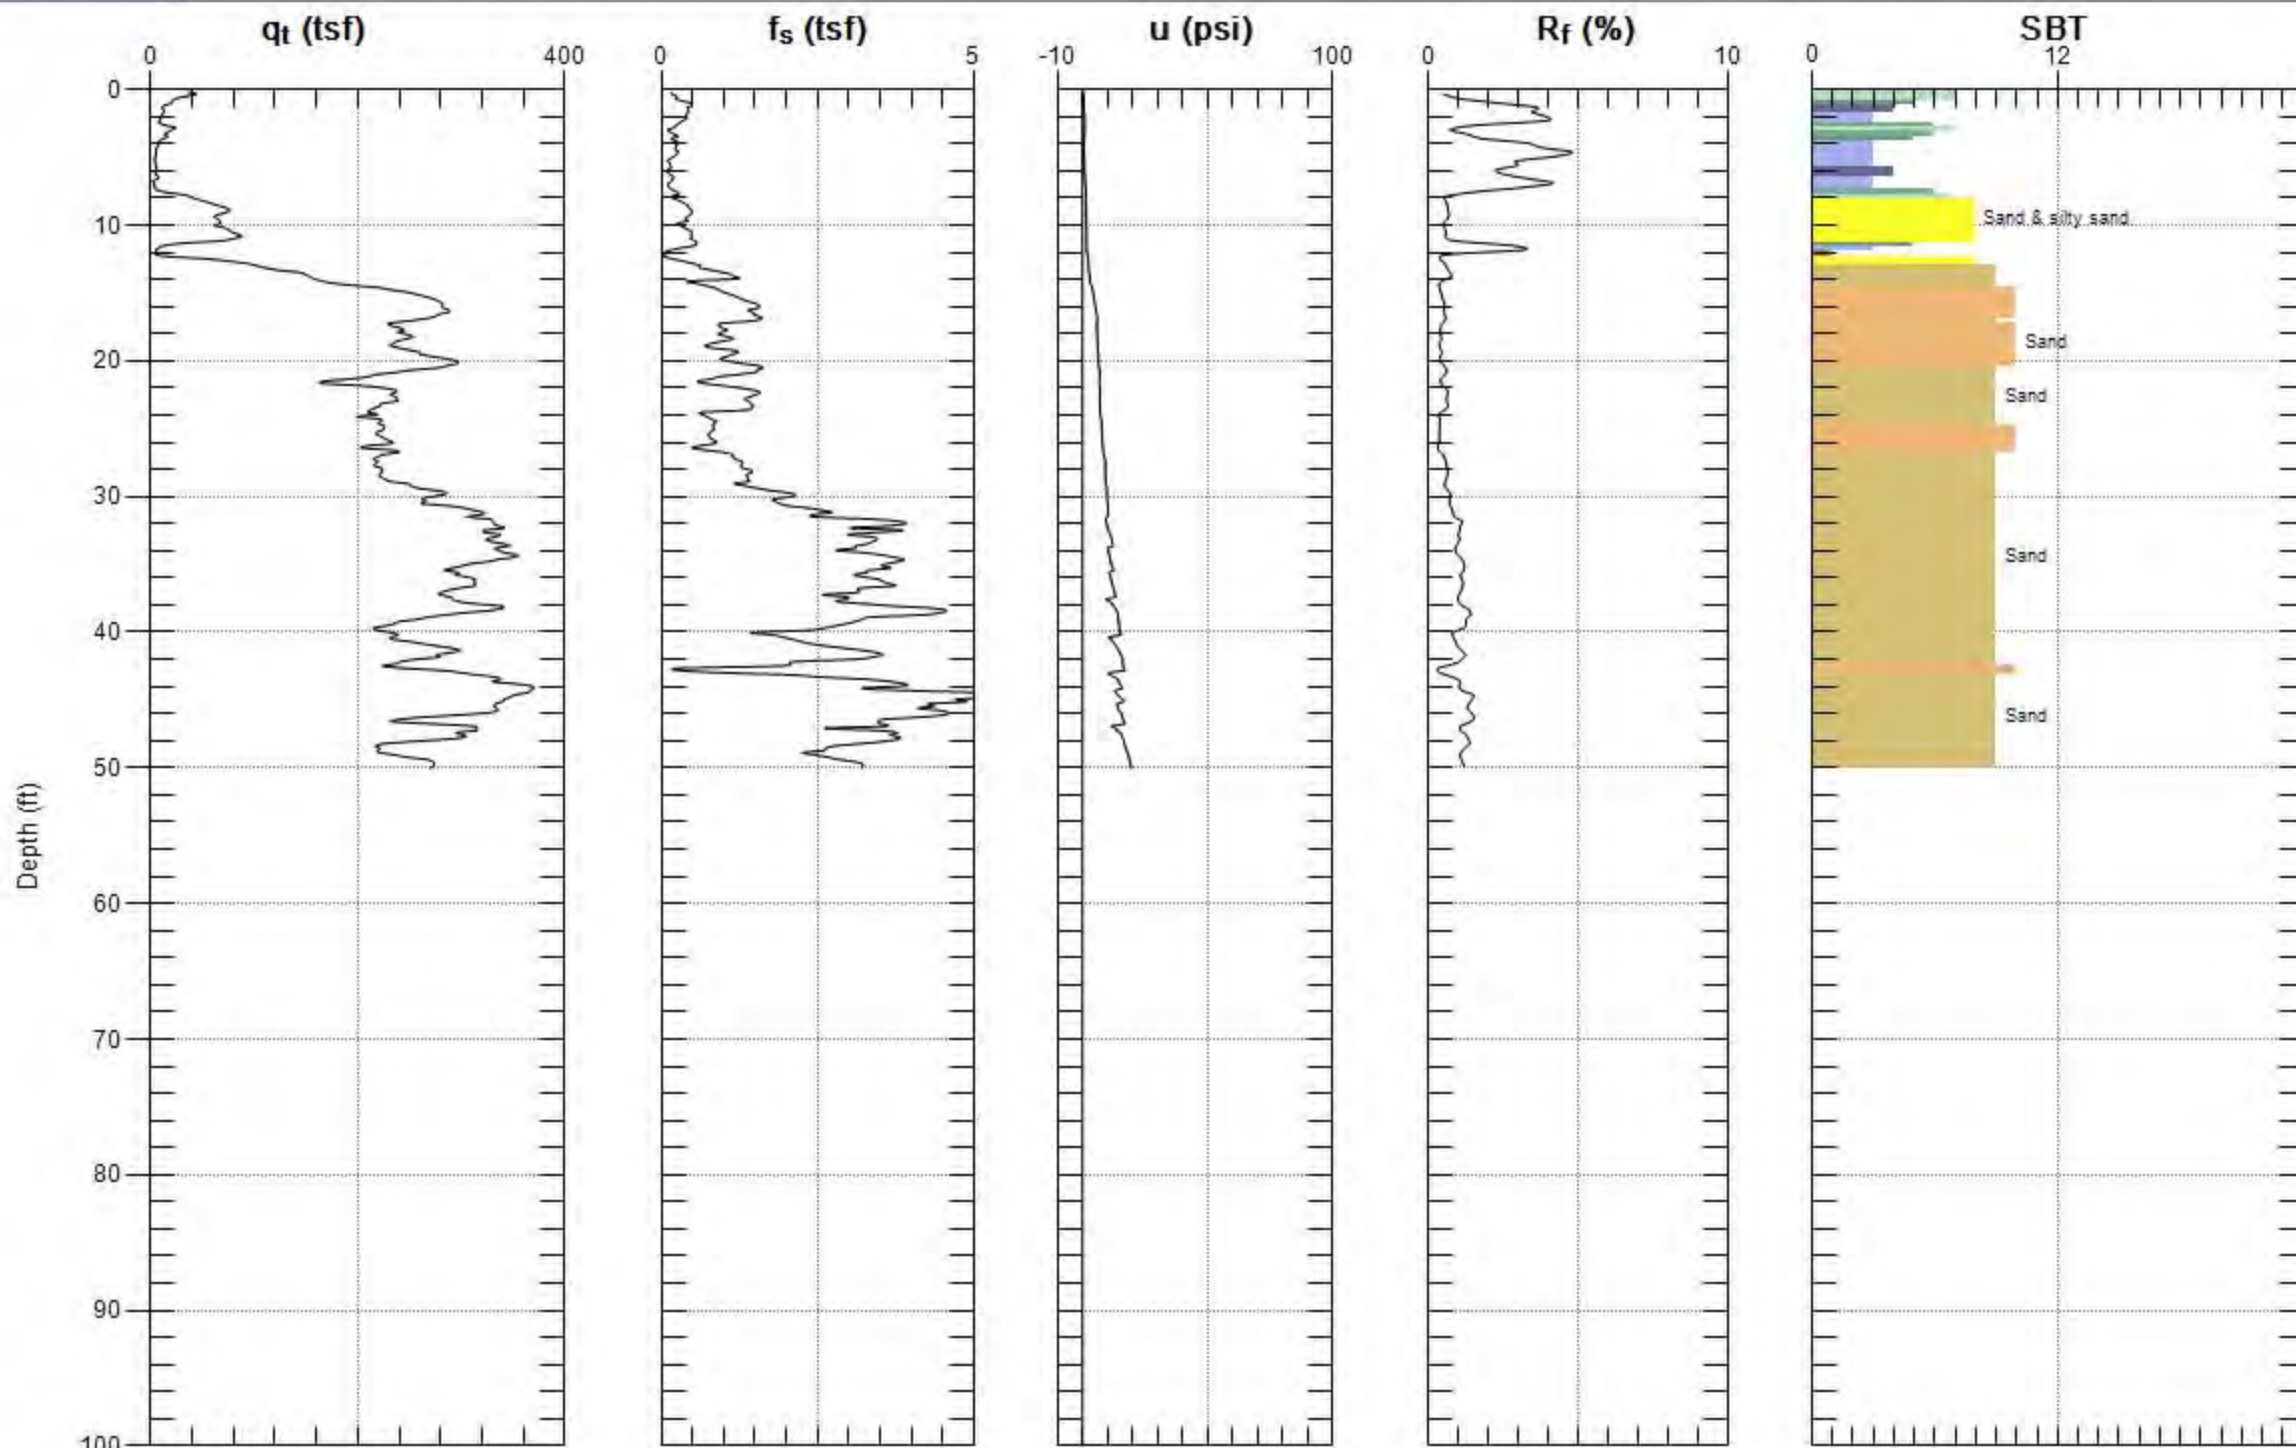 qt (tsf)
fs (tsf)
u (psi)
Rf (%)
SBT
0 400
0 5
-10 100
0 10
0 12
0
10
Sand & silty sand
Sand
20
Sand
30
Sand
40
Sand
50
Depth (ft)
60
70
80
90
100